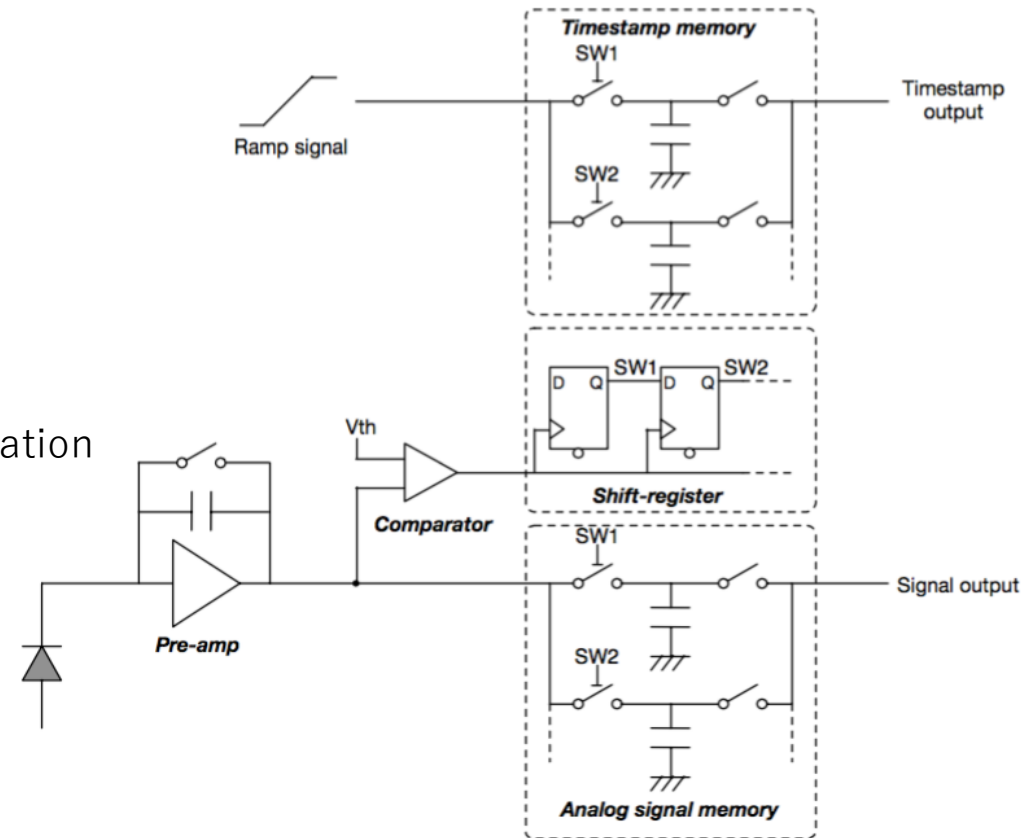 Timestamp memory
SW1
Timestamp
output
Ramp signal
SW2
SW1
SW2
D
Q
D
Q
ation
Vth
Comparator
Shift-register
SW1
Signal output
Pre-amp
SW2
Analog signal memory